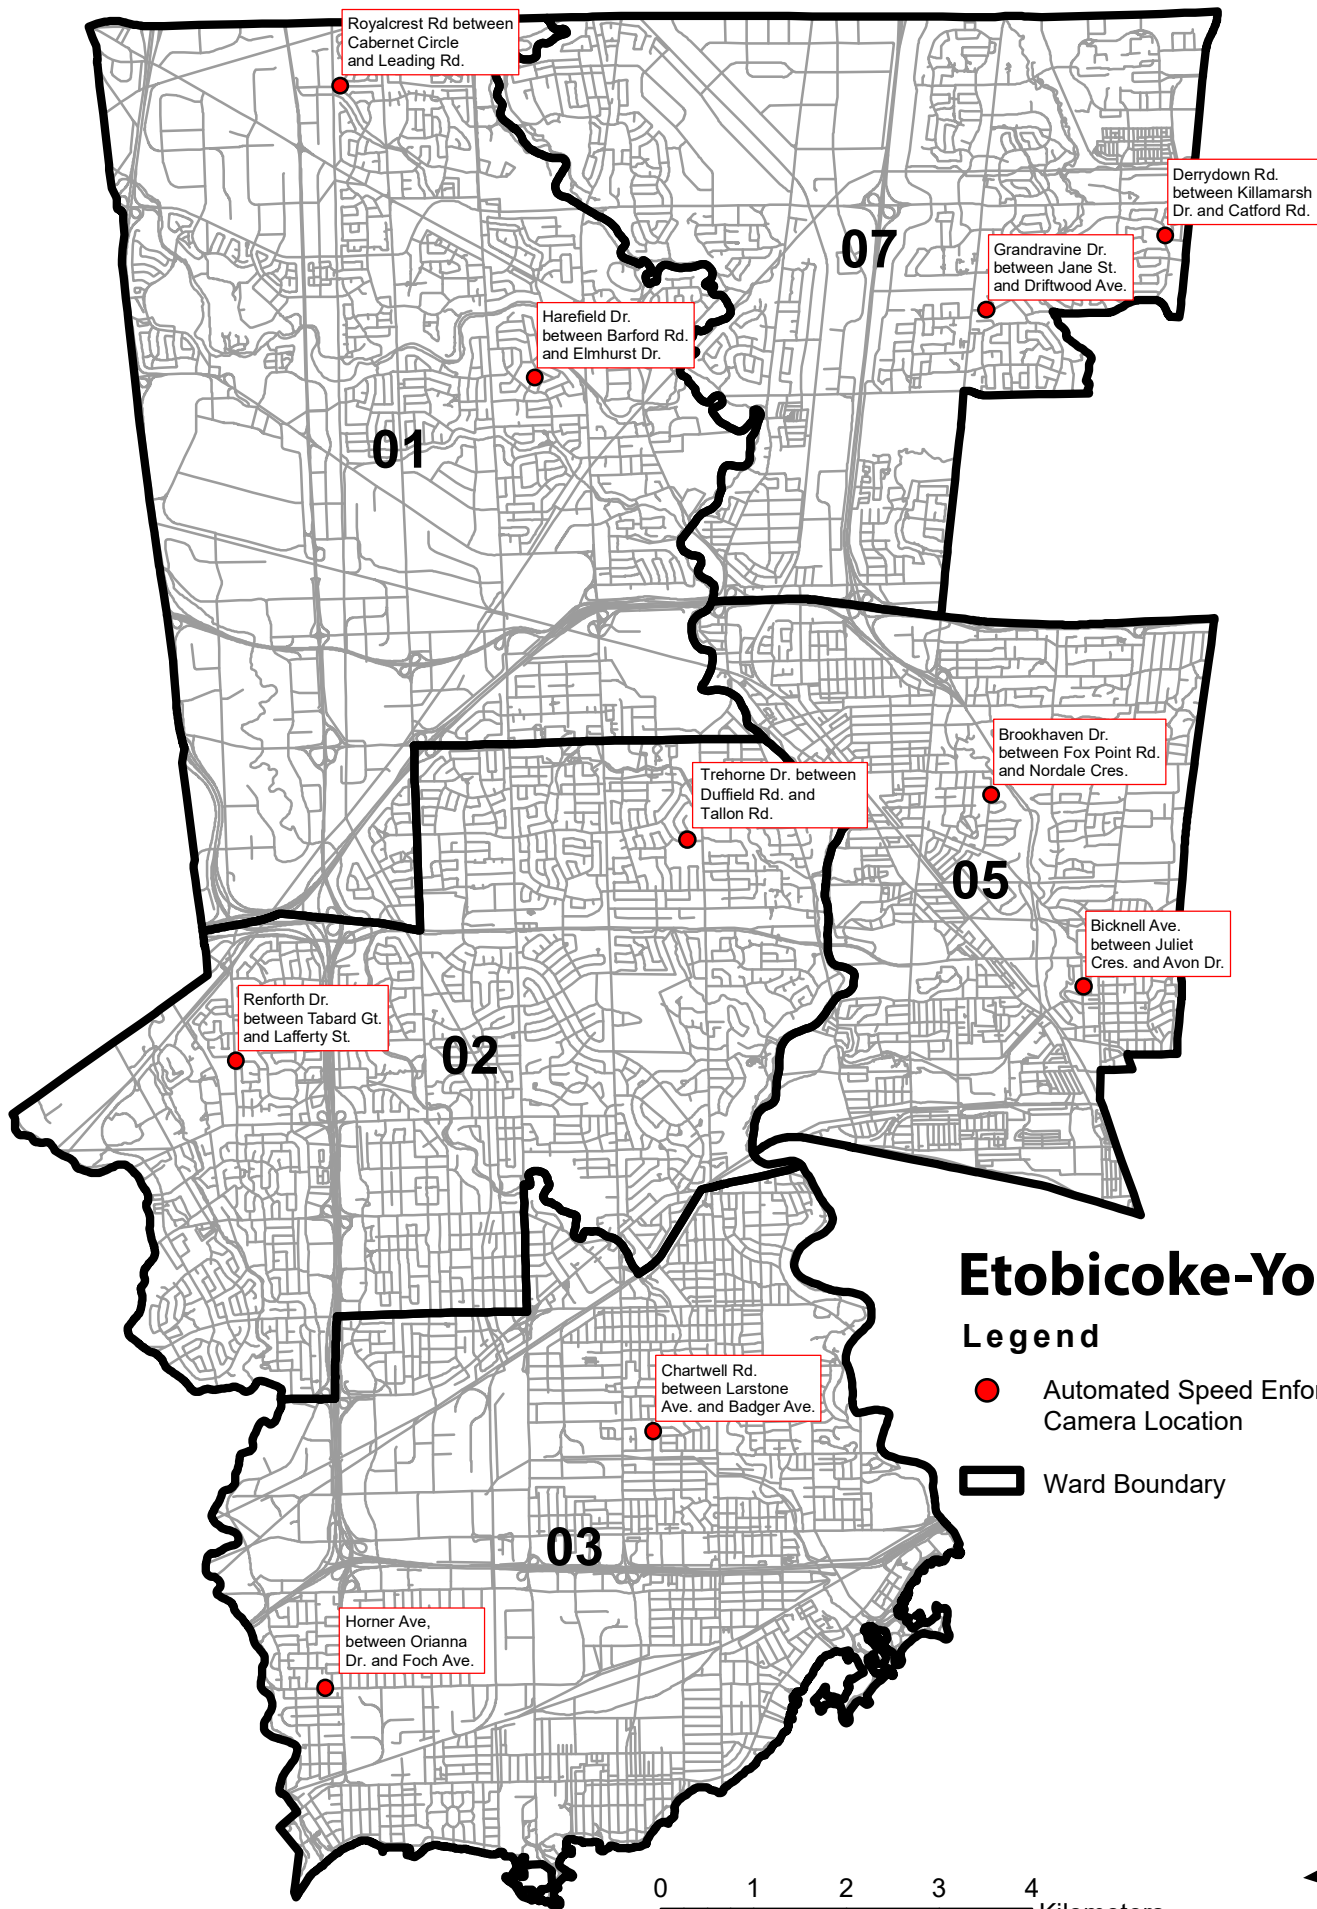 Royalcrest Rd between
Cabernet Circle
and Leading Rd.
Derrydown Rd.
between Killamarsh
Dr. and Catford Rd.
07
Grandravine Dr.
between Jane St.
and Driftwood Ave.
Harefield Dr.
between Barford Rd.
and Elmhurst Dr.
01
Brookhaven Dr.
between Fox Point Rd.
and Nordale Cres.
Trehorne Dr. between
Duffield Rd. and
Tallon Rd.
05
Bicknell Ave.
between Juliet
Cres. and Avon Dr.
Renforth Dr.
between Tabard Gt.
and Lafferty St.
02
Etobicoke-Yo
Legend
Automated Speed Enfor
Camera Location
Ward Boundary
Chartwell Rd.
between Larstone
Ave. and Badger Ave.
03
Horner Ave,
between Orianna
Dr. and Foch Ave.
0 1 2 3 4
Kilometers